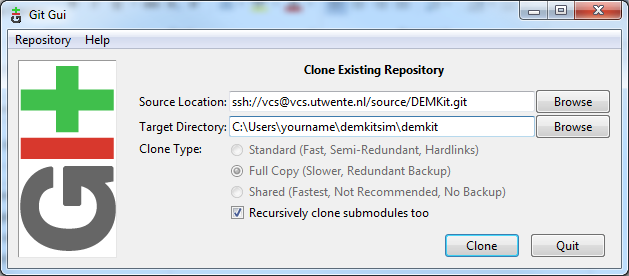 Git Gui
Repository Help
Clone Existing Repository
Source Location: ssh://vcs@vcs.utwente.nl/source/DEMKit.git Browse
Target Directory: C:\Users\yourname\demkitsim\demkit Browse
Clone Type: Standard (Fast, Semi-Redundant, Hardlinks)
Full Copy (Slower, Redundant Backup)
Shared (Fastest, Not Recommended, No Backup)
Recursively clone submodules too
Clone Quit
Git